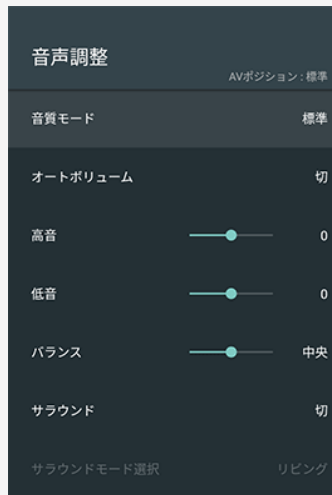 音声調整
AVポジション : 標準
音質モード 標準
オートボリューム 切
高音 0
低音 0
バランス 中央
サラウンド 切
サラウンドモード選択 リビング